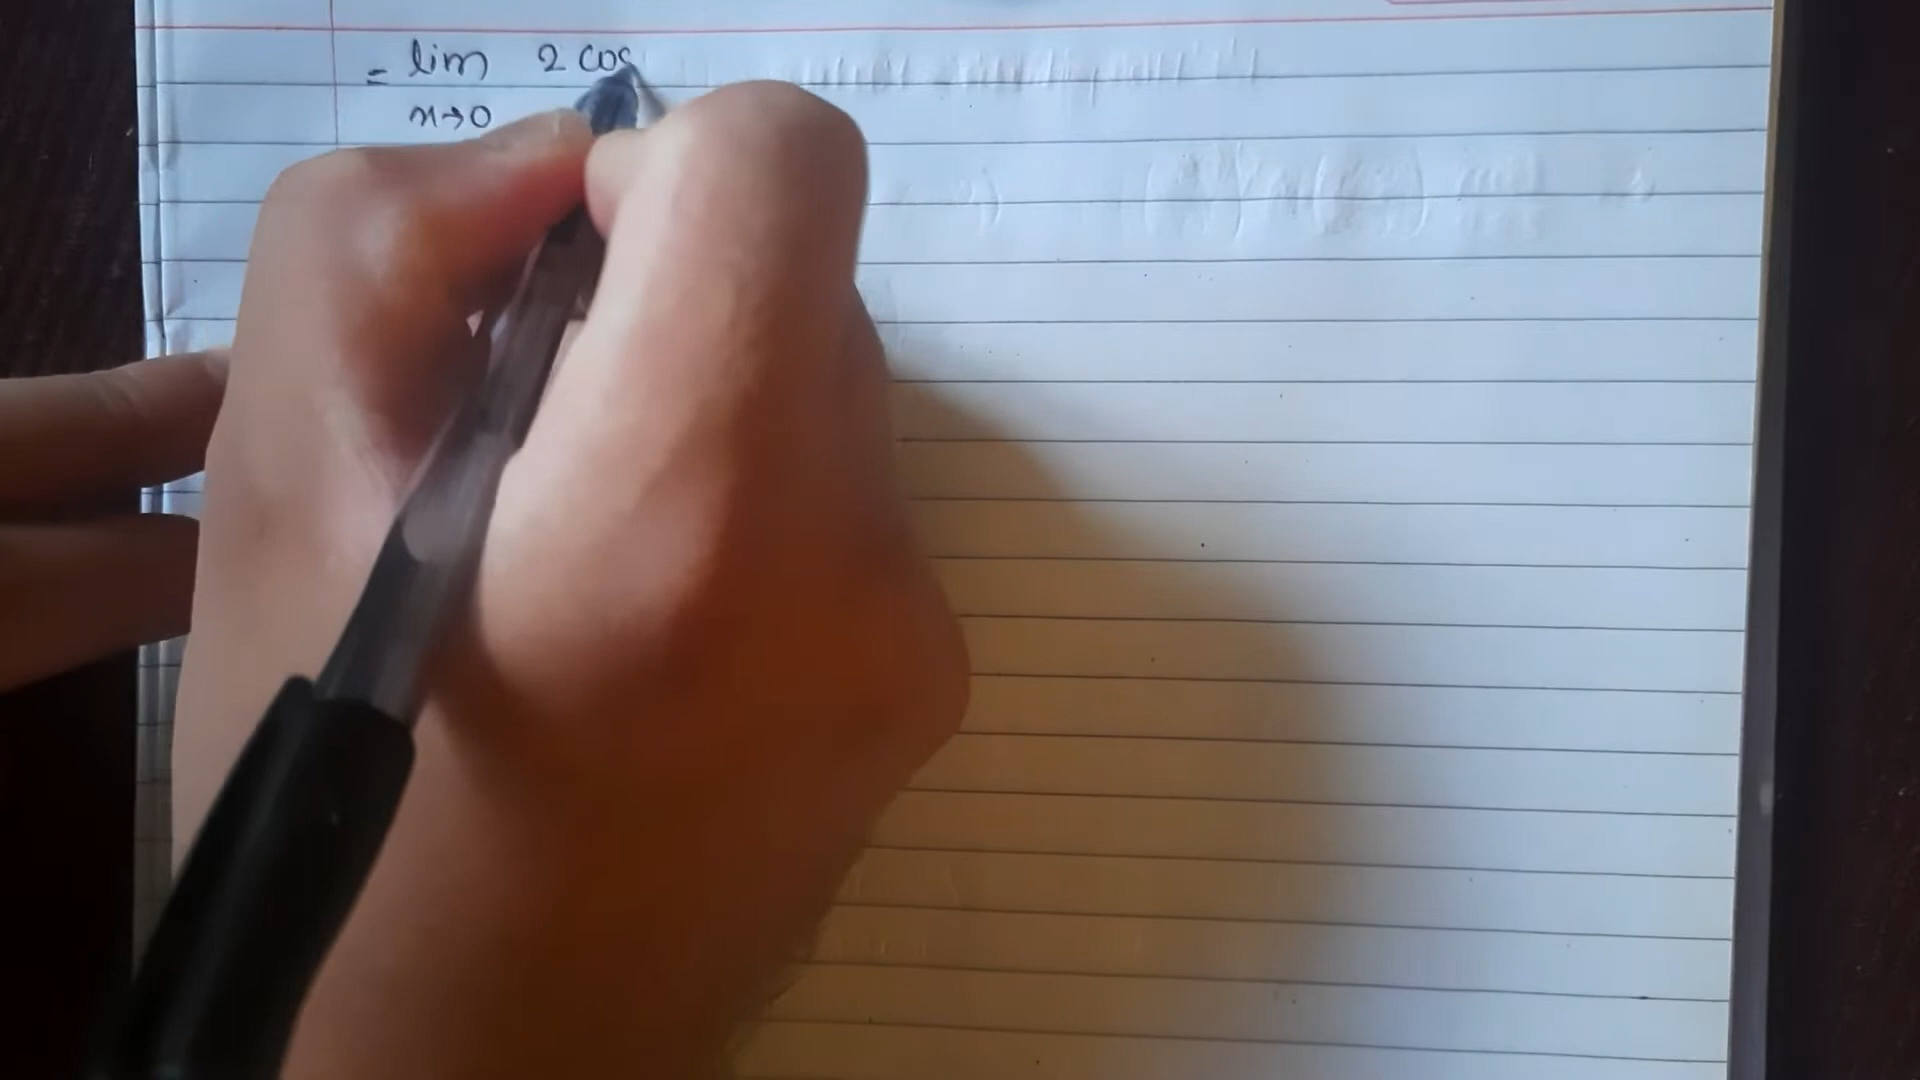 = lim 2 cos
x→0